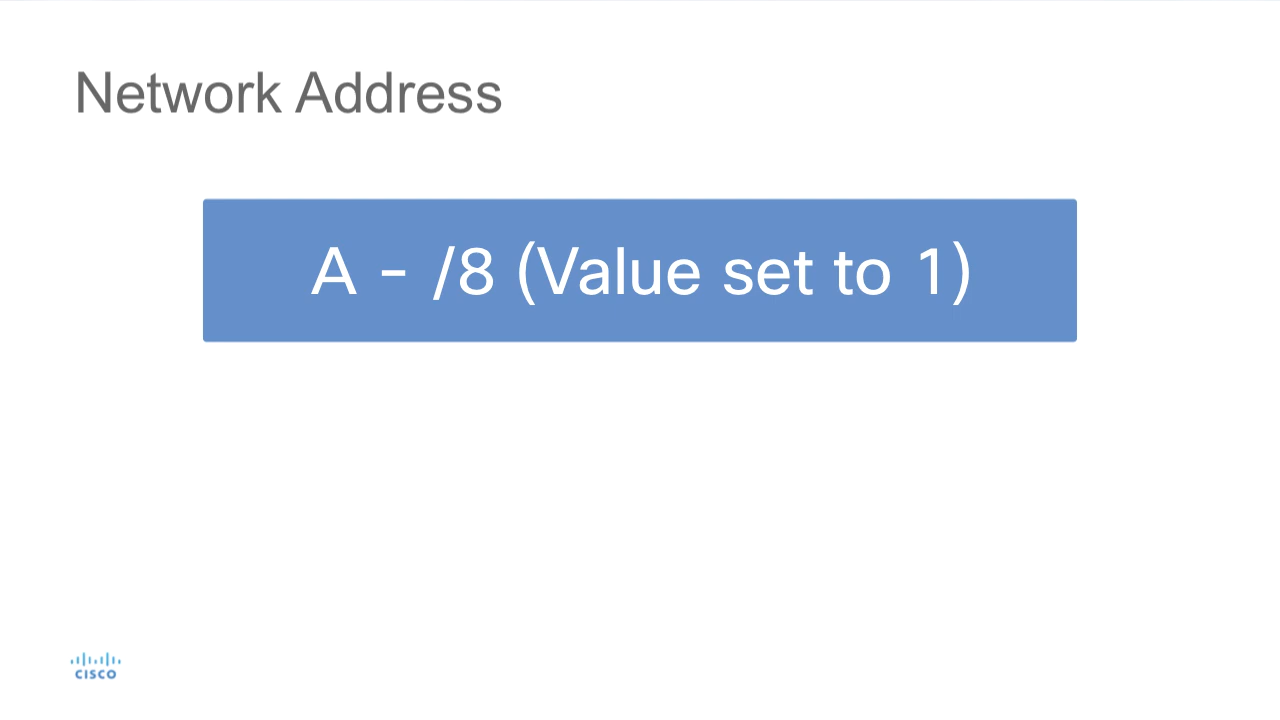 Network Address
A - /8 (Value set to 1)
CISCO